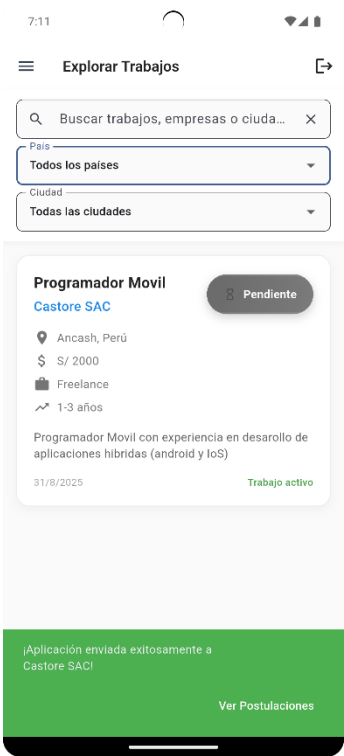 7:11
Explorar Trabajos
Buscar trabajos, empresas o ciuda...
País
Todos los países
Ciudad
Todas las ciudades
Programador Movil
Castore SAC
Pendiente
Ancash, Perú
S/ 2000
Freelance
1-3 años
Programador Movil con experiencia en desarollo de
aplicaciones hibridas (android y IoS)
31/8/2025
Trabajo activo
¡Aplicación enviada exitosamente a
Castore SAC!
Ver Postulaciones